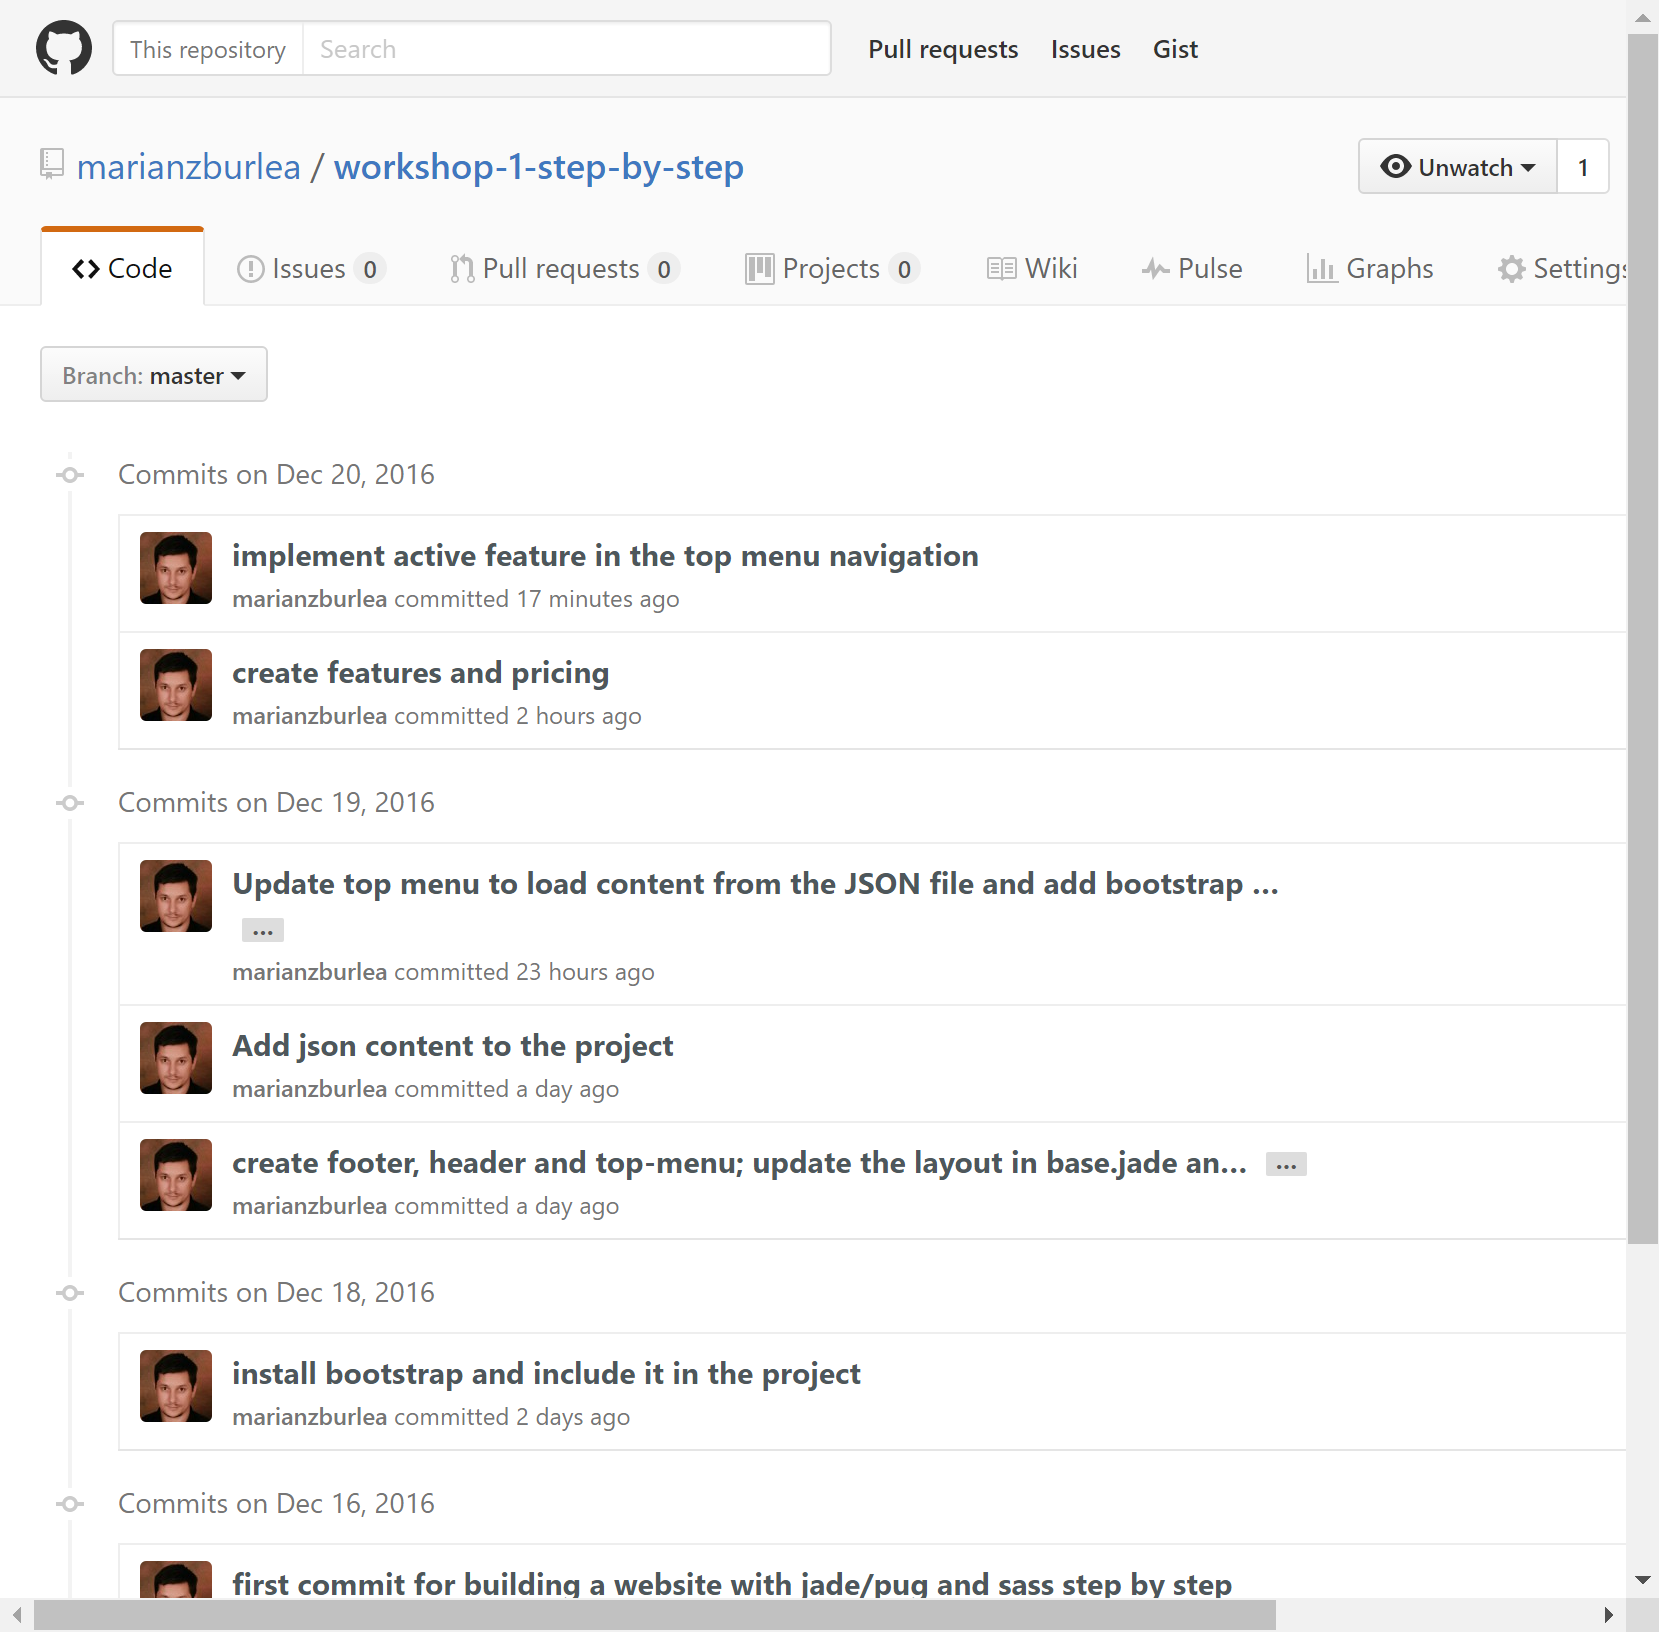 This repository Search Pull requests Issues Gist
marianzburlea / workshop-1-step-by-step Unwatch 1
Code Issues 0 Pull requests 0 Projects 0 Wiki Pulse Graphs Settings
Branch: master
Commits on Dec 20, 2016
implement active feature in the top menu navigation
marianzburlea committed 17 minutes ago
create features and pricing
marianzburlea committed 2 hours ago
Commits on Dec 19, 2016
Update top menu to load content from the JSON file and add bootstrap …
…
marianzburlea committed 23 hours ago
Add json content to the project
marianzburlea committed a day ago
create footer, header and top-menu; update the layout in base.jade an… …
marianzburlea committed a day ago
Commits on Dec 18, 2016
install bootstrap and include it in the project
marianzburlea committed 2 days ago
Commits on Dec 16, 2016
first commit for building a website with jade/pug and sass step by step